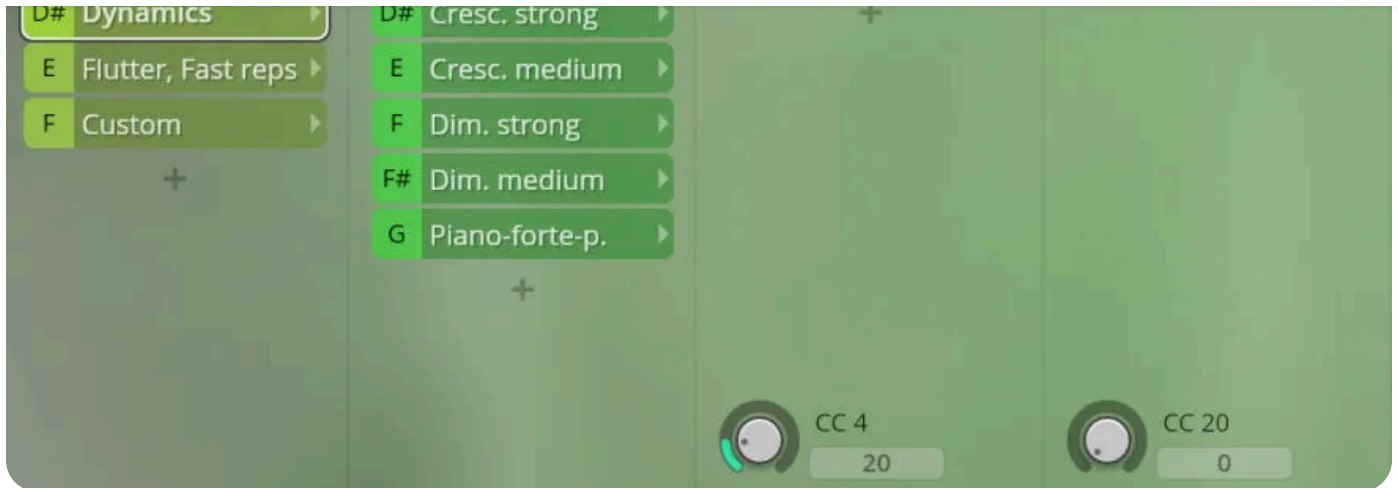 D# Dynamics
E Flutter, Fast reps
F Custom
+
D# Cresc. strong
E Cresc. medium
F Dim. strong
F# Dim. medium
G Piano-forte-p.
+
+
CC 4
20
CC 20
0